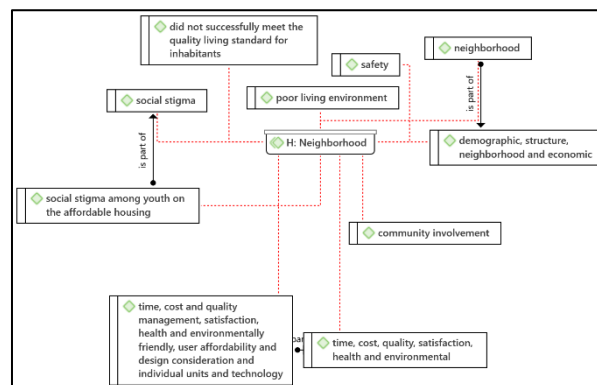 did not successfully meet the
quality living standard for
inhabitants
neighborhood
safety
social stigma
poor living environment
is part of
is part of
H: Neighborhood
demographic, structure,
neighborhood and economic
social stigma among youth on
the affordable housing
community involvement
time, cost and quality
management, satisfaction,
health and environmentally
friendly, user affordability and
design consideration and
individual units and technology
time, cost, quality, satisfaction,
health and environmental